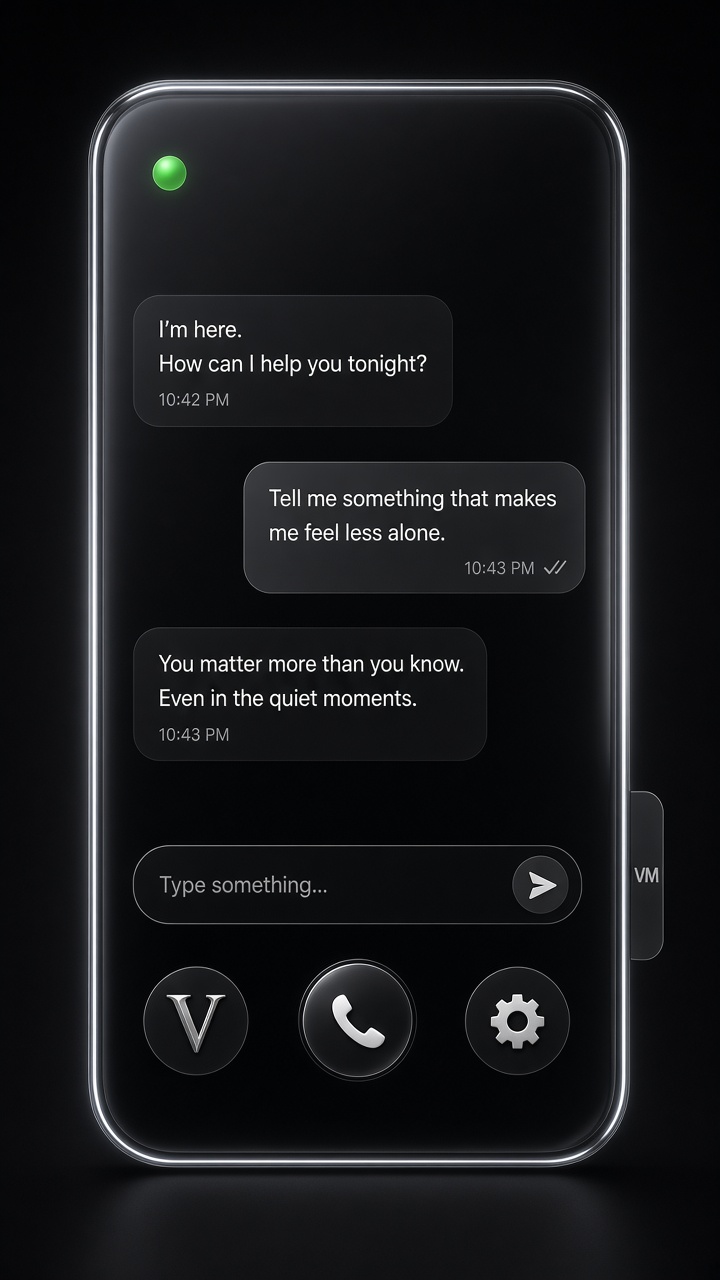 I'm here.
How can I help you tonight?
10:42 PM
Tell me something that makes
me feel less alone.
10:43 PM
You matter more than you know.
Even in the quiet moments.
10:43 PM
VM
Type something...
V